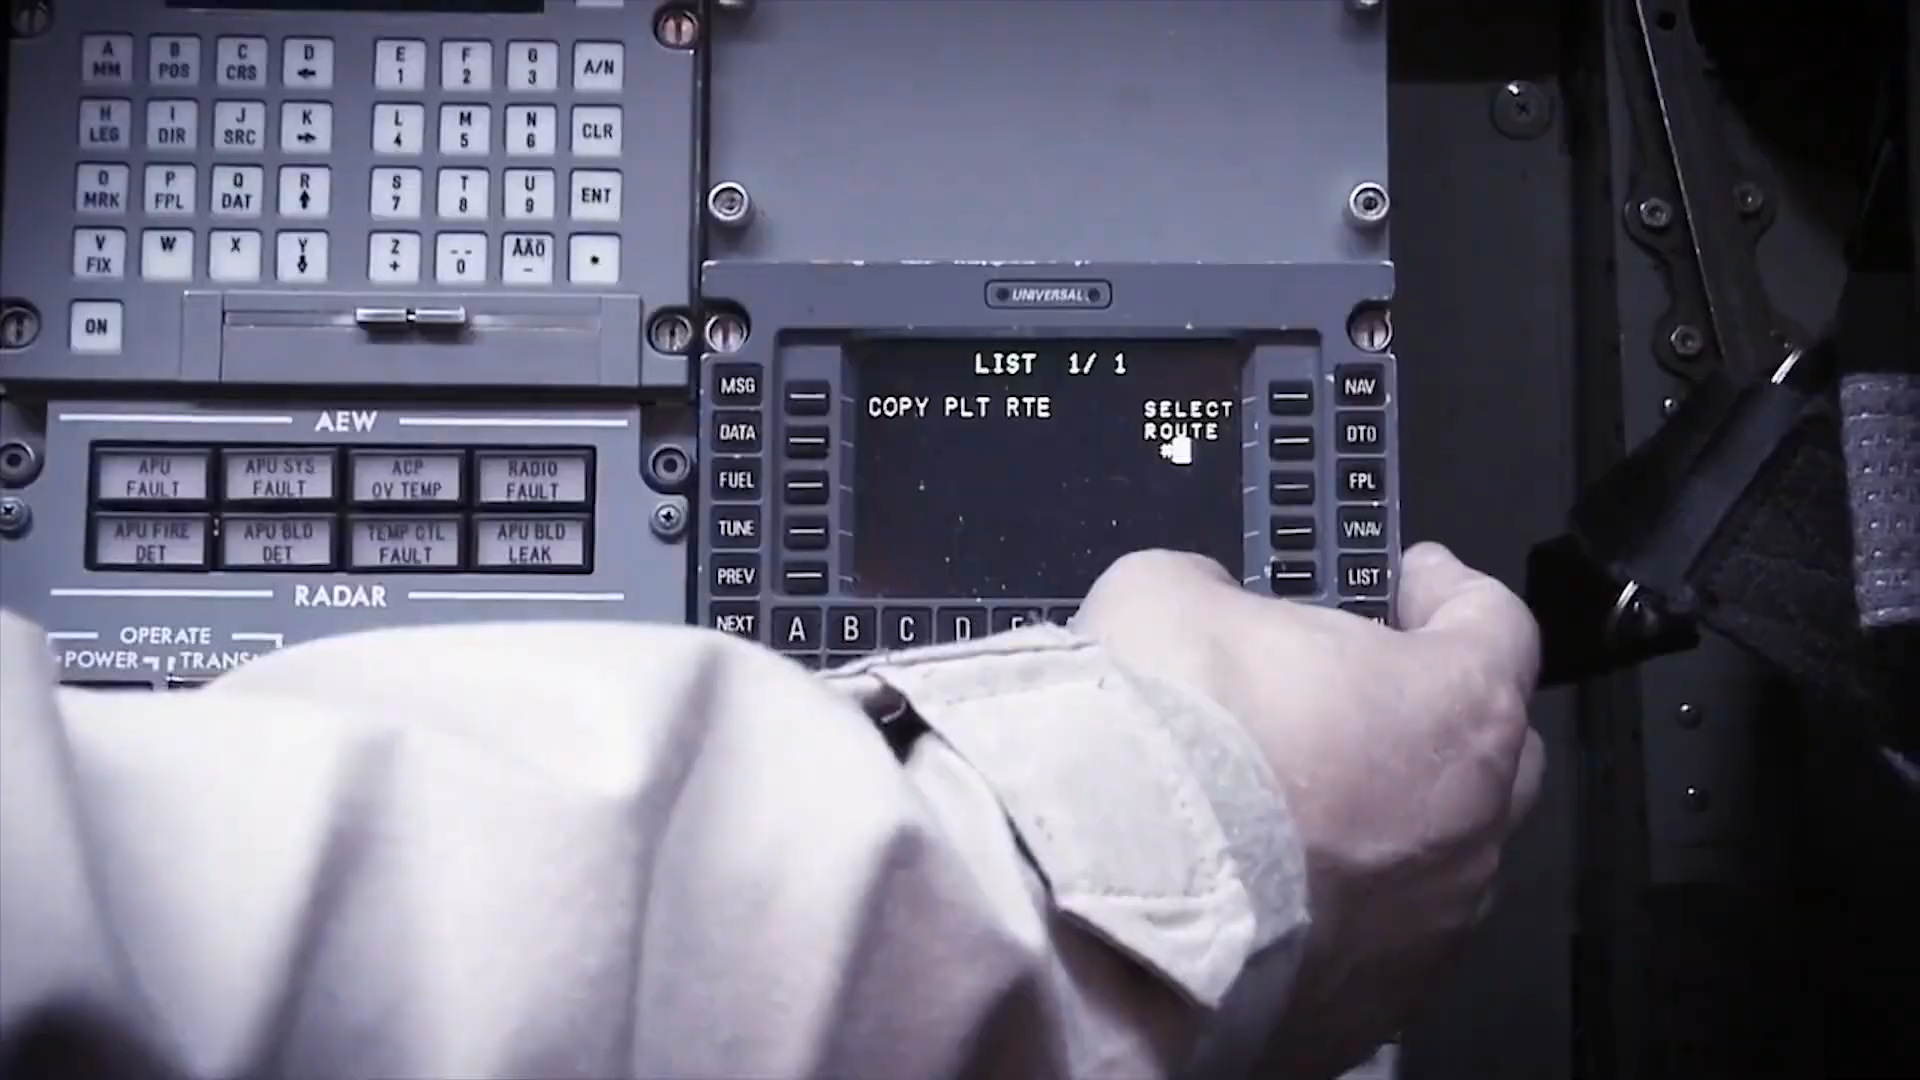 A B C D E F G A/N
MM POS CRS 1 2 3
H I J K L M N CLR
LEG DIR SRC 4 5 6
O P Q R S T U ENT
MRK FPL DAT 7 8 9
V W X Y Z -- ÅÄÖ
FIX + 0 -
ON
AEW
APU FAULT
APU SYS FAULT
ACP OV TEMP
RADIO FAULT
APU FIRE DET
APU BLD DET
TEMP CTL FAULT
APU BLD LEAK
RADAR
OPERATE
POWER
UNIVERSAL
LIST 1/ 1
COPY PLT RTE
SELECT
ROUTE
#
MSG
DATA
FUEL
TUNE
PREV
NEXT
NAV
DTO
FPL
VNAV
LIST
A B C D